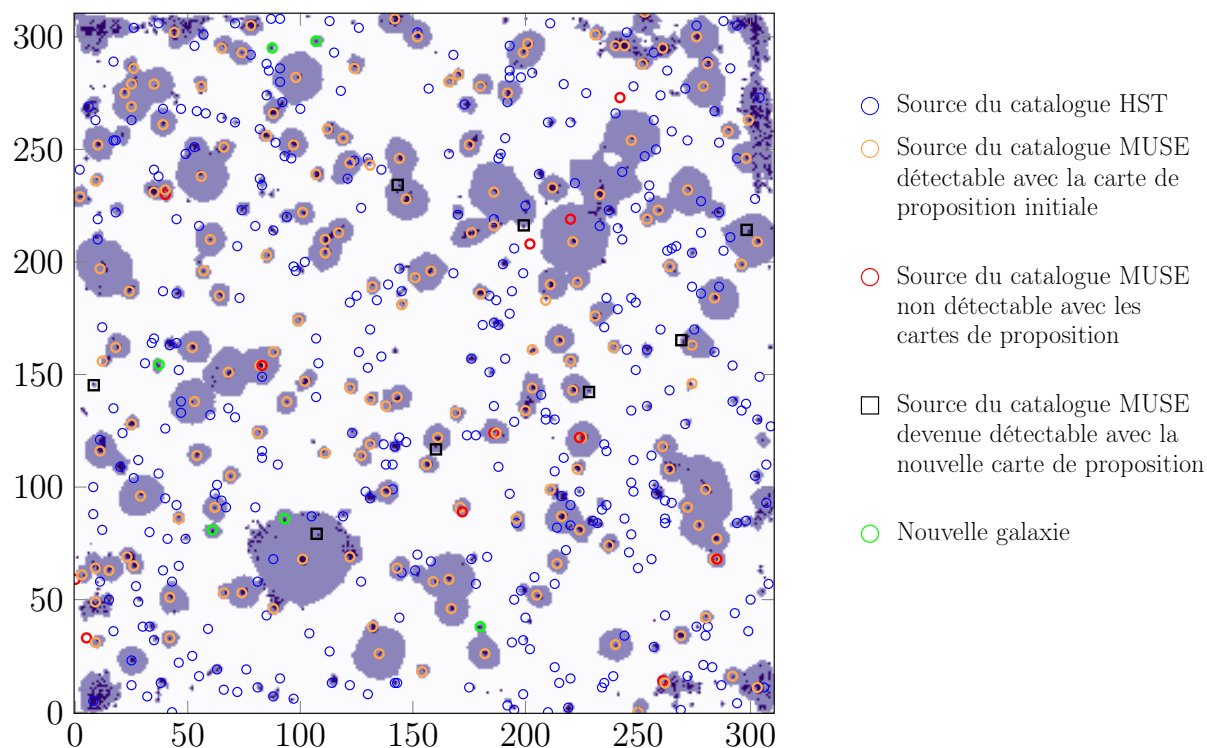 300
250
200
150
100
50
0
0 50 100 150 200 250 300
Source du catalogue HST
Source du catalogue MUSE
détectable avec la carte de
proposition initiale
Source du catalogue MUSE
non détectable avec les
cartes de proposition
Source du catalogue MUSE
devenue détectable avec la
nouvelle carte de proposition
Nouvelle galaxie